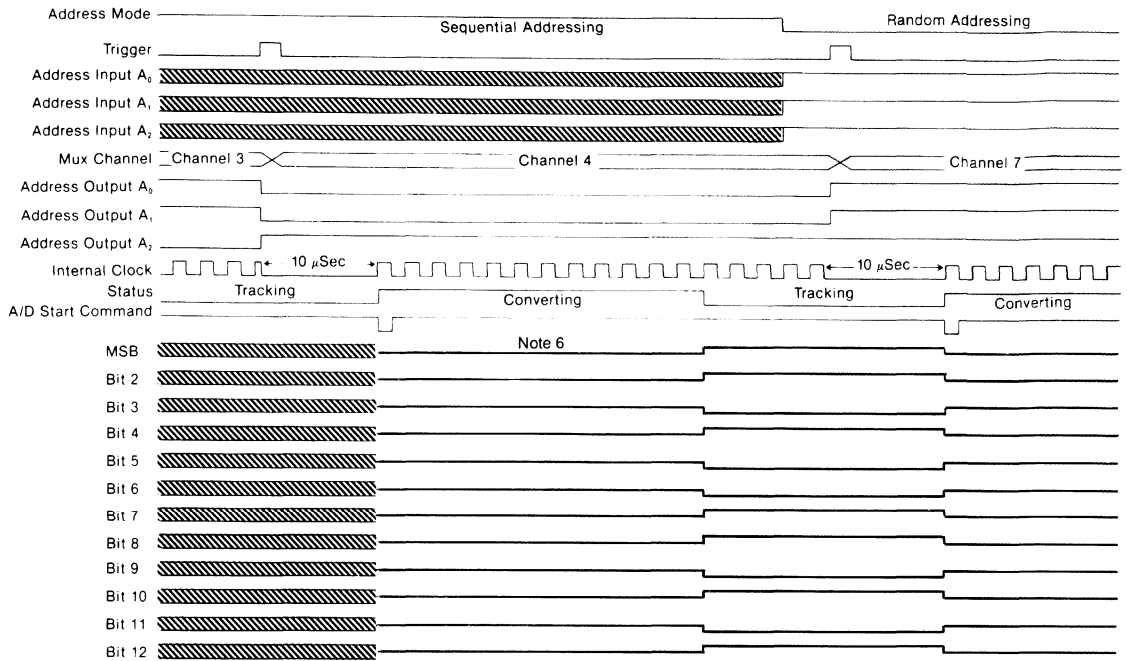 Address Mode Sequential Addressing Random Addressing
Trigger
Address Input A₀
Address Input A₁
Address Input A₂
Mux Channel Channel 3 Channel 4 Channel 7
Address Output A₀
Address Output A₁
Address Output A₂
Internal Clock 10 μSec 10 μSec
Status Tracking Converting Tracking Converting
A/D Start Command
MSB Note 6
Bit 2
Bit 3
Bit 4
Bit 5
Bit 6
Bit 7
Bit 8
Bit 9
Bit 10
Bit 11
Bit 12